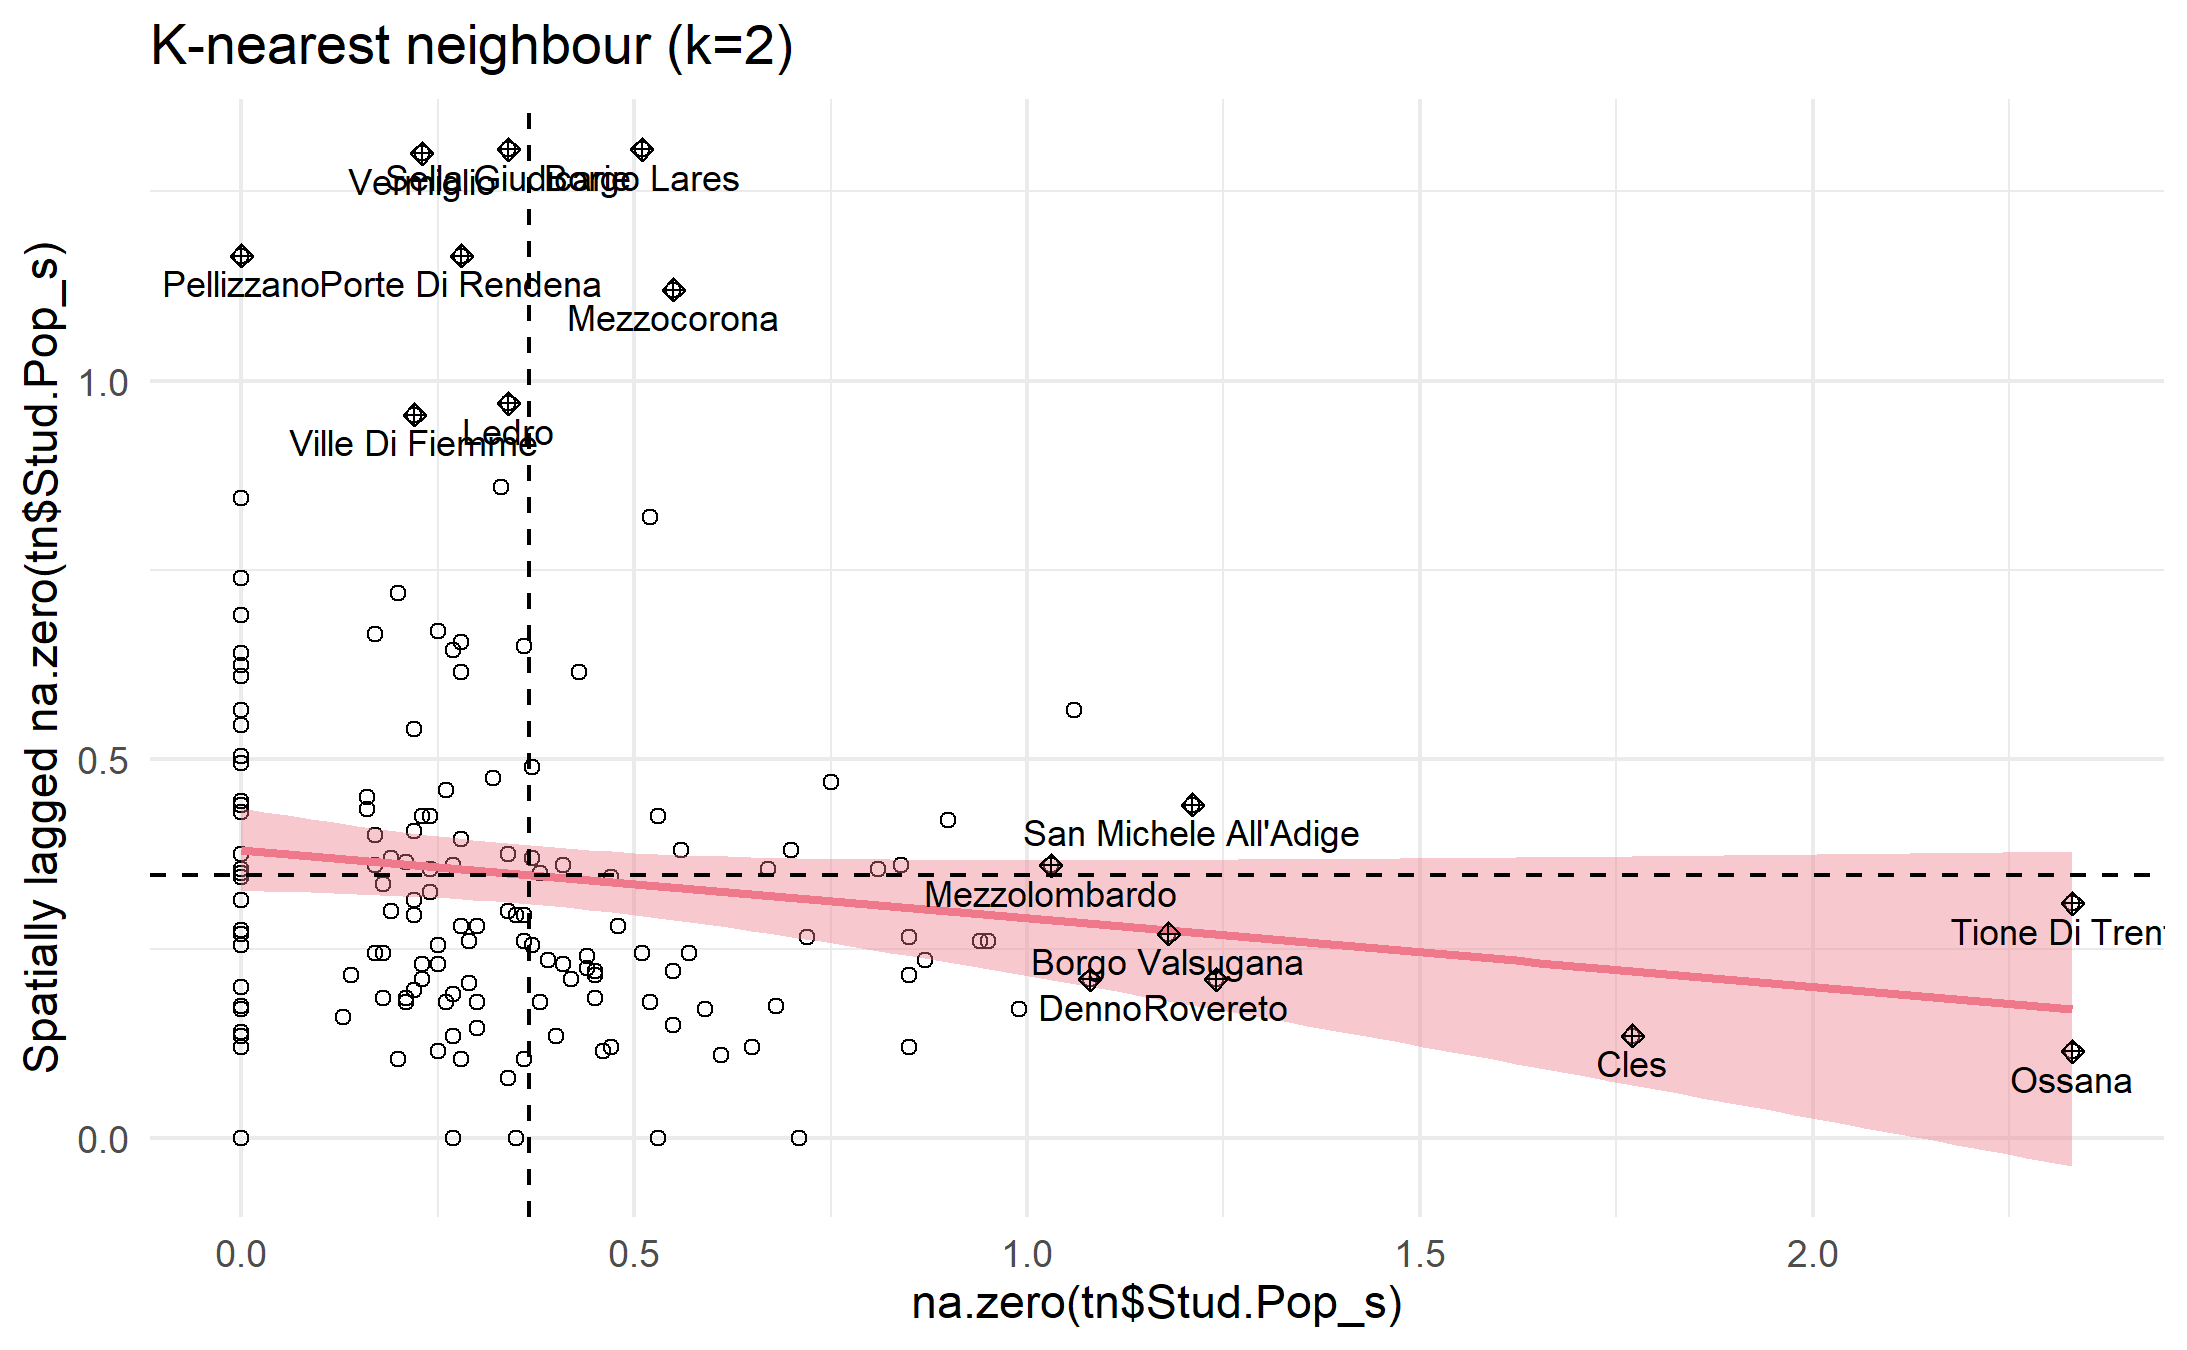 K-nearest neighbour (k=2)
Spatially lagged na.zero(tn$Stud.Pop_s)
Vermiglio
Sella Giudicarie
Borgo Lares
Pellizzano
Porte Di Rendena
Mezzocorona
1.0
Ledro
Ville Di Fiemme
0.5
San Michele All'Adige
Mezzolombardo
Tione Di Tren
Borgo Valsugana
Denno
Rovereto
Cles
Ossana
0.0
0.0
0.5
1.0
1.5
2.0
na.zero(tn$Stud.Pop_s)